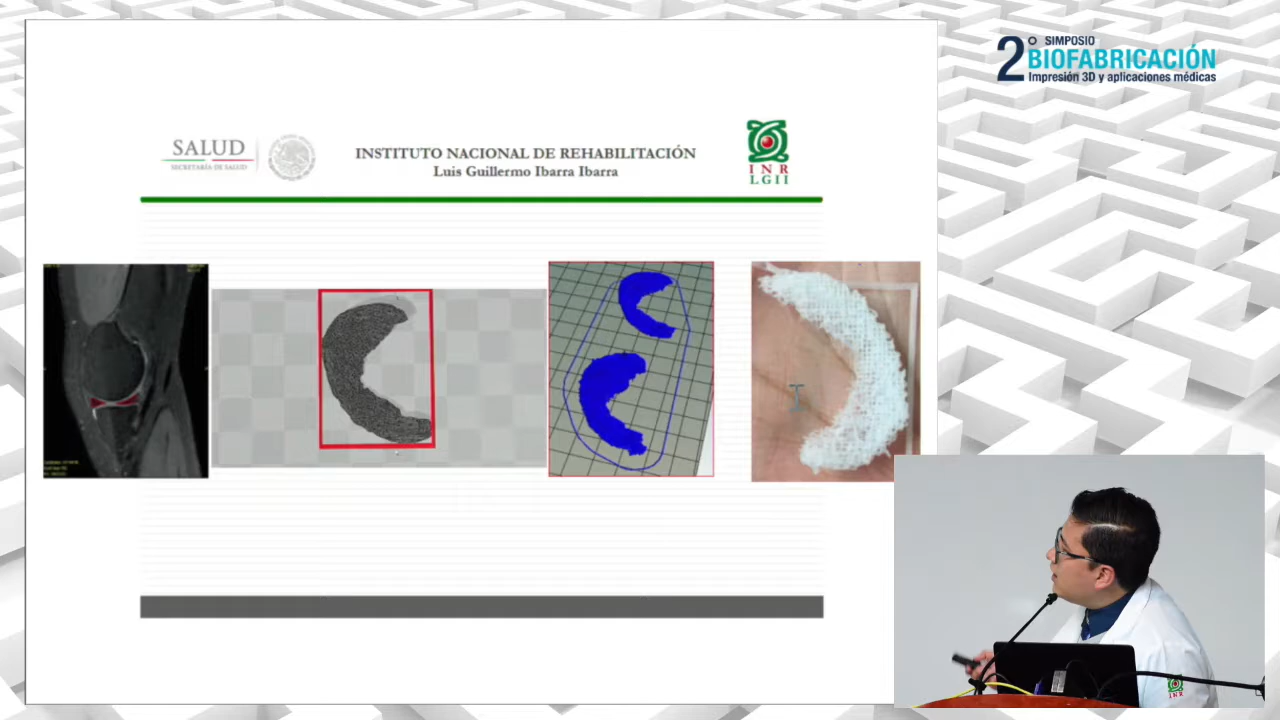 2° SIMPOSIO
BIOFABRICACIÓN
Impresión 3D y aplicaciones médicas
SALUD
SECRETARÍA DE SALUD
INSTITUTO NACIONAL DE REHABILITACIÓN
Luis Guillermo Ibarra Ibarra
INR
LGII
INR